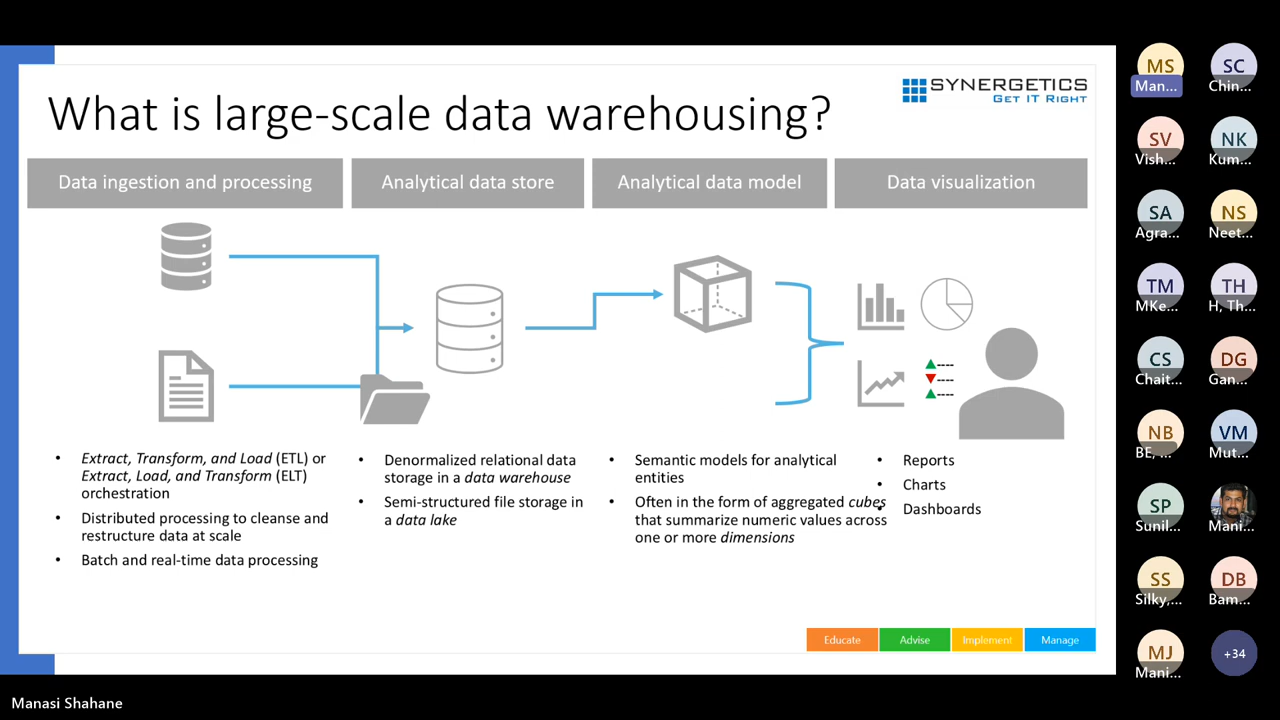 SYNERGETICS
GET IT RIGHT
What is large-scale data warehousing?
Data ingestion and processing
Analytical data store
Analytical data model
Data visualization
• Extract, Transform, and Load (ETL) or
Extract, Load, and Transform (ELT)
orchestration
• Distributed processing to cleanse and
restructure data at scale
• Batch and real-time data processing
• Denormalized relational data
storage in a data warehouse
• Semi-structured file storage in
a data lake
• Semantic models for analytical
entities
• Often in the form of aggregated cubes
that summarize numeric values across
one or more dimensions
• Reports
• Charts
• Dashboards
Educate
Advise
Implement
Manage
MS
Man...
SC
Chin...
SV
Vish...
NK
Kum...
SA
Agra...
NS
Neet...
TM
MKe...
TH
H, Th...
CS
Chait...
DG
Gan...
NB
BE, ...
VM
Mut...
SP
Sunil...
Mani...
SS
Silky,...
DB
Bam...
MJ
Mani...
+34
Manasi Shahane